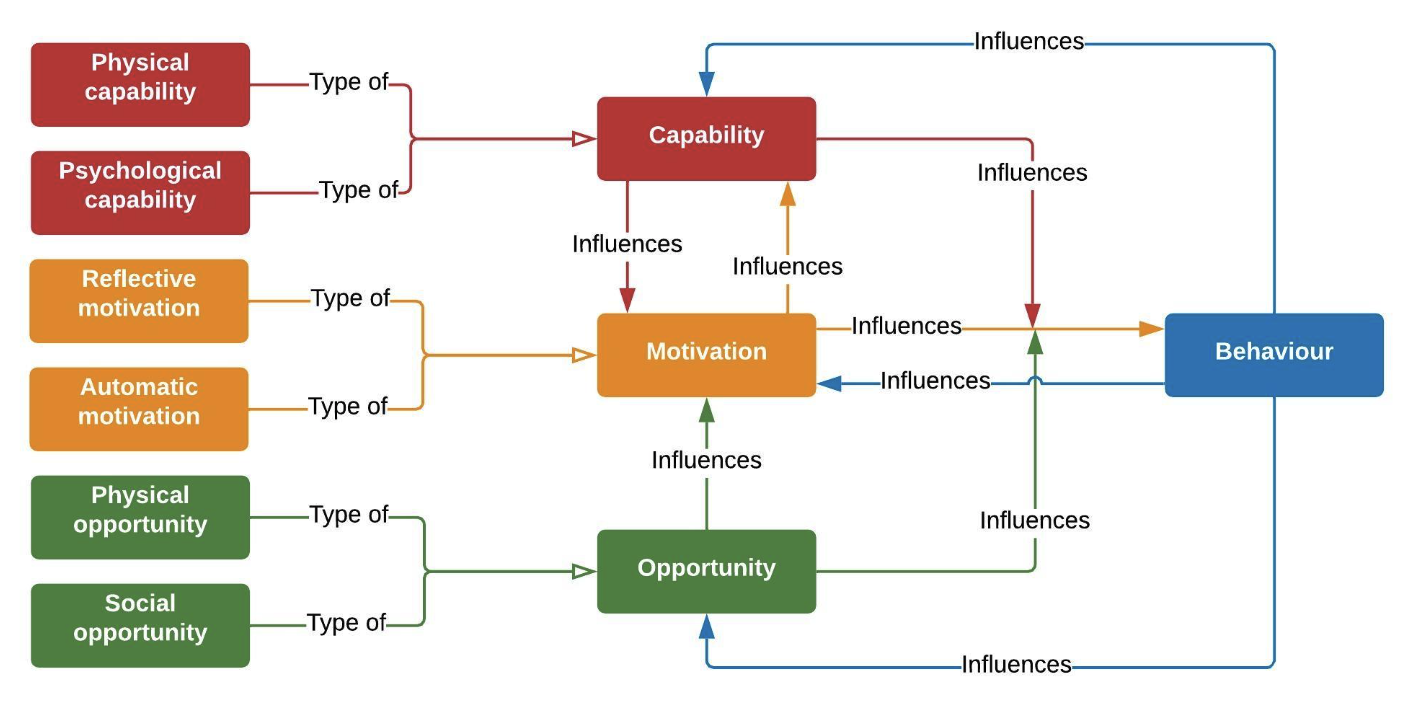 Influences
Physical
capability
Type of
Capability
Influences
Psychological
capability
Type of
Influences
Influences
Reflective
motivation
Type of
Motivation
Influences
Behaviour
Influences
Automatic
motivation
Type of
Influences
Physical
opportunity
Type of
Influences
Opportunity
Social
opportunity
Type of
Influences